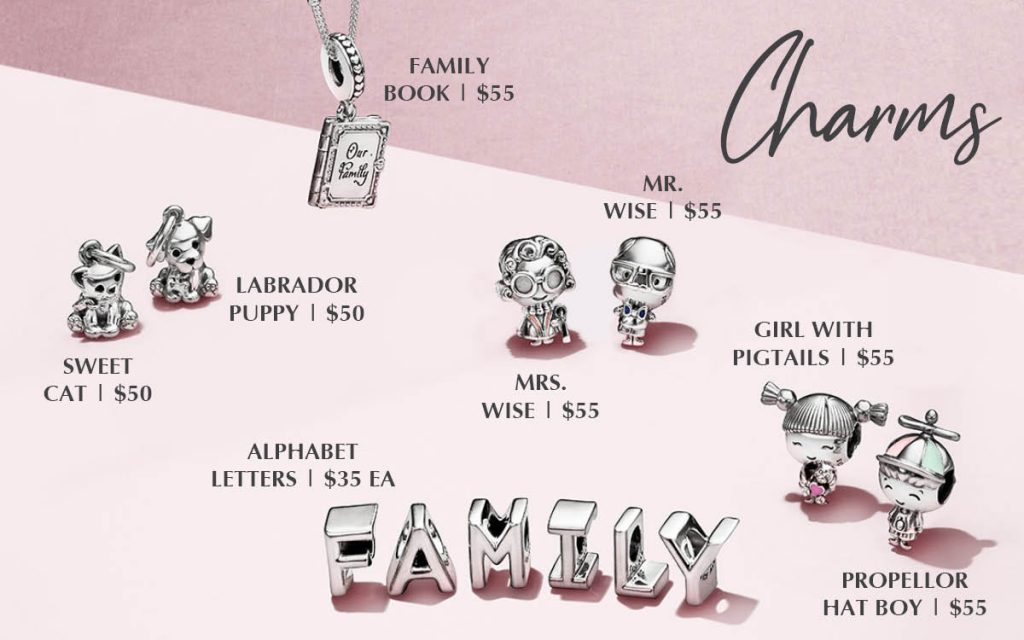 Charms
FAMILY
BOOK | $55
Our
Family
MR.
WISE | $55
LABRADOR
PUPPY | $50
SWEET
CAT | $50
MRS.
WISE | $55
GIRL WITH
PIGTAILS | $55
ALPHABET
LETTERS | $35 EA
FAMILY
PROPELLOR
HAT BOY | $55